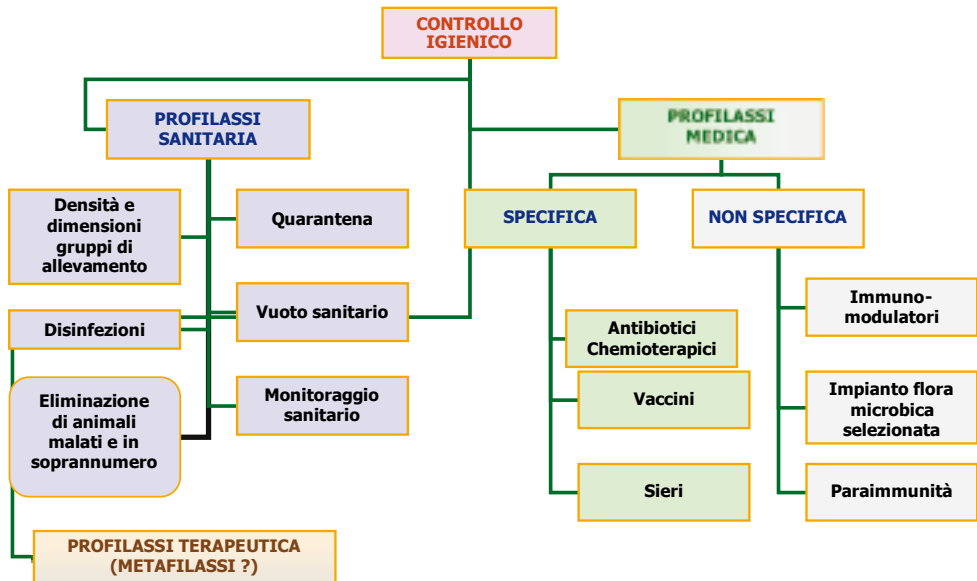 CONTROLLO
IGIENICO
PROFILASSI
SANITARIA
PROFILASSI
MEDICA
Densità e
dimensioni
gruppi di
allevamento
Quarantena
SPECIFICA
NON SPECIFICA
Disinfezioni
Vuoto sanitario
Immuno-
modulatori
Antibiotici
Chemioterapici
Eliminazione
di animali
malati e in
soprannumero
Monitoraggio
sanitario
Vaccini
Impianto flora
microbica
selezionata
Sieri
Paraimmunità
PROFILASSI TERAPEUTICA
(METAFILASSI ?)